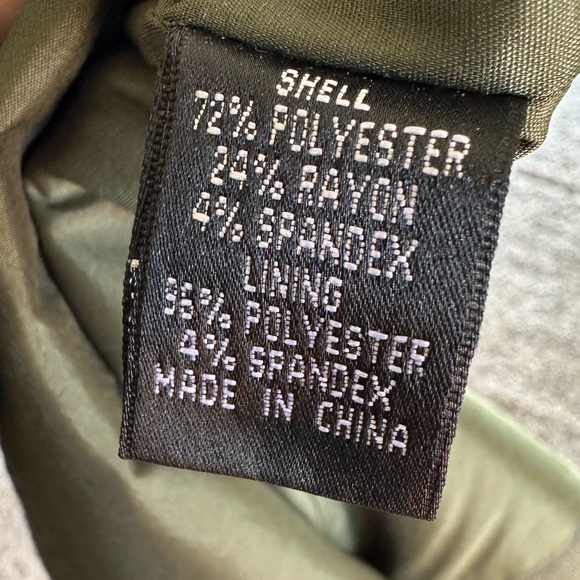 SHELL
72% POLYESTER
24% RAYON
4% SPANDEX
LINING
96% POLYESTER
4% SPANDEX
MADE IN CHINA